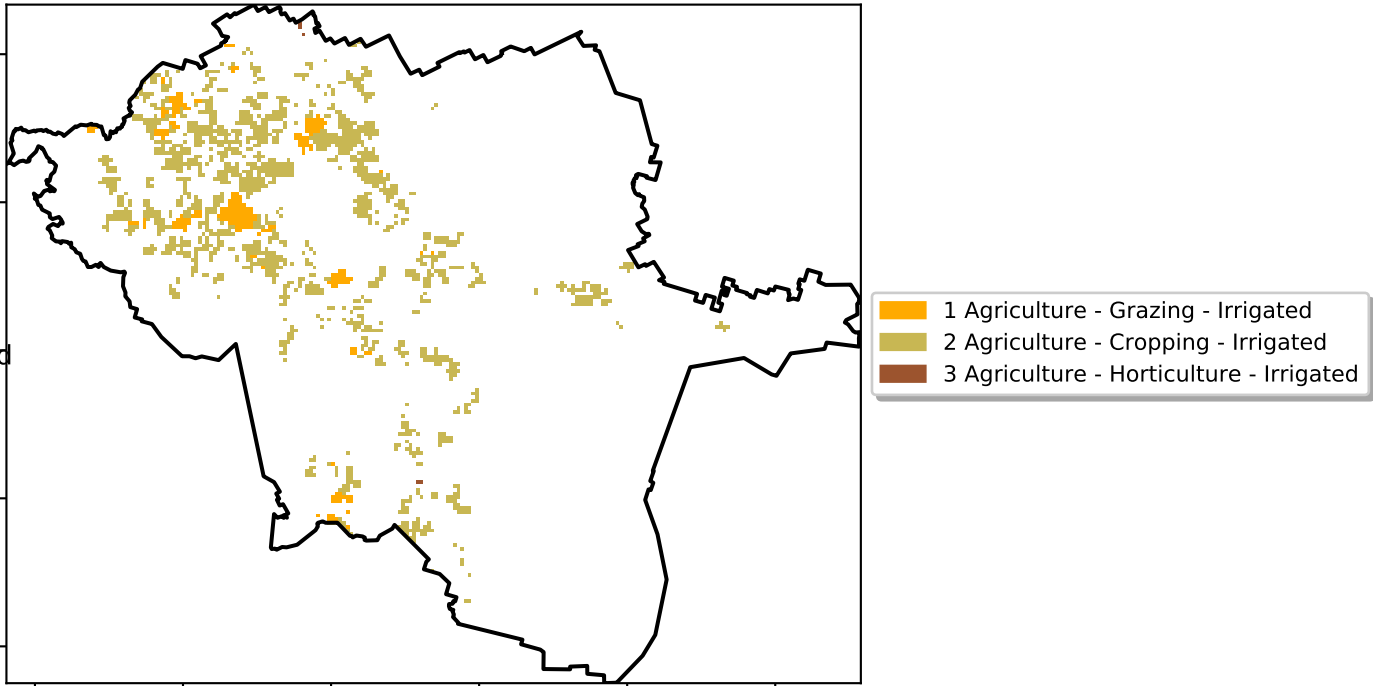 1 Agriculture - Grazing - Irrigated
2 Agriculture - Cropping - Irrigated
3 Agriculture - Horticulture - Irrigated